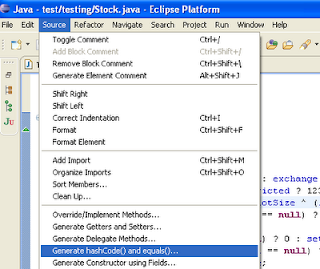 Java - test/testing/Stock.java - Eclipse Platform
File Edit Source Refactor Navigate Search Project Run
Toggle Comment Ctrl+/
Add Block Comment Ctrl+Shift+/
Remove Block Comment Ctrl+Shift+\
Generate Element Comment Alt+Shift+J
Shift Right
Shift Left
Correct Indentation Ctrl+I
Format Ctrl+Shift+F
Format Element
Add Import Ctrl+Shift+M
Organize Imports Ctrl+Shift+O
Sort Members...
Clean Up...
Override/Implement Methods...
Generate Getters and Setters...
Generate Delegate Methods...
Generate hashCode() and equals()...
Generate Constructor using Fields...
: exchange
ricted ? 123
otSize ^ (
== null) ?
) ? 0 : set
== null) ?